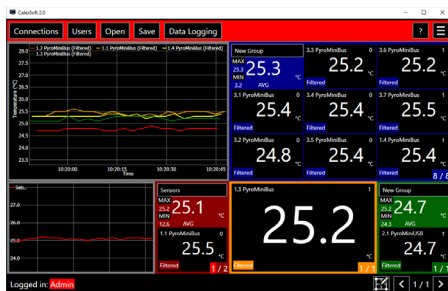 CalexSoft 2.0
Connections Users Open Save Data Logging ?
1.2 PyroMiniBus (Filtered) 1.1 PyroMiniBus (Filtered) 1.4 PyroMiniBus (Filtered)
1.3 PyroMiniBus (Filtered)
28.0
27.5
27.0
26.5
26.0
25.5
25.0
24.5
24.0
23.5
Temperature (°C)
10:20:00 10:20:15 10:20:30 10:20:45
Time
New Group
MAX
25.3
MIN
3.2
25.3
°C
AVG
3.3 PyroMiniBus 0
25.2 °C
Filtered
3.6 PyroMiniBus 0
25.2 °C
Filtered
3.1 PyroMiniBus 0
25.4 °C
Filtered
3.4 PyroMiniBus 0
25.4 °C
Filtered
3.7 PyroMiniBus 0
25.5 °C
Filtered
3.2 PyroMiniBus 0
24.8 °C
Filtered
3.5 PyroMiniBus 0
25.4 °C
Filtered
1.4 PyroMiniBus 1
25.4 °C
Filtered
8 / 8
Sen...
27.0
26.0
25.0
24.0
Sensors
MAX
25.2
MIN
12.6
25.1
°C
AVG
1.1 PyroMiniBus 0
25.5 °C
Filtered
1 / 2
1.3 PyroMiniBus 1
25.2
°C
Filtered
1 / 1
New Group
MAX
25.2
MIN
24.3
24.7
°C
AVG
2.1 PyroMiniUSB 1
24.7 °C
Filtered
1 / 1
Logged in: Admin
1 / 1